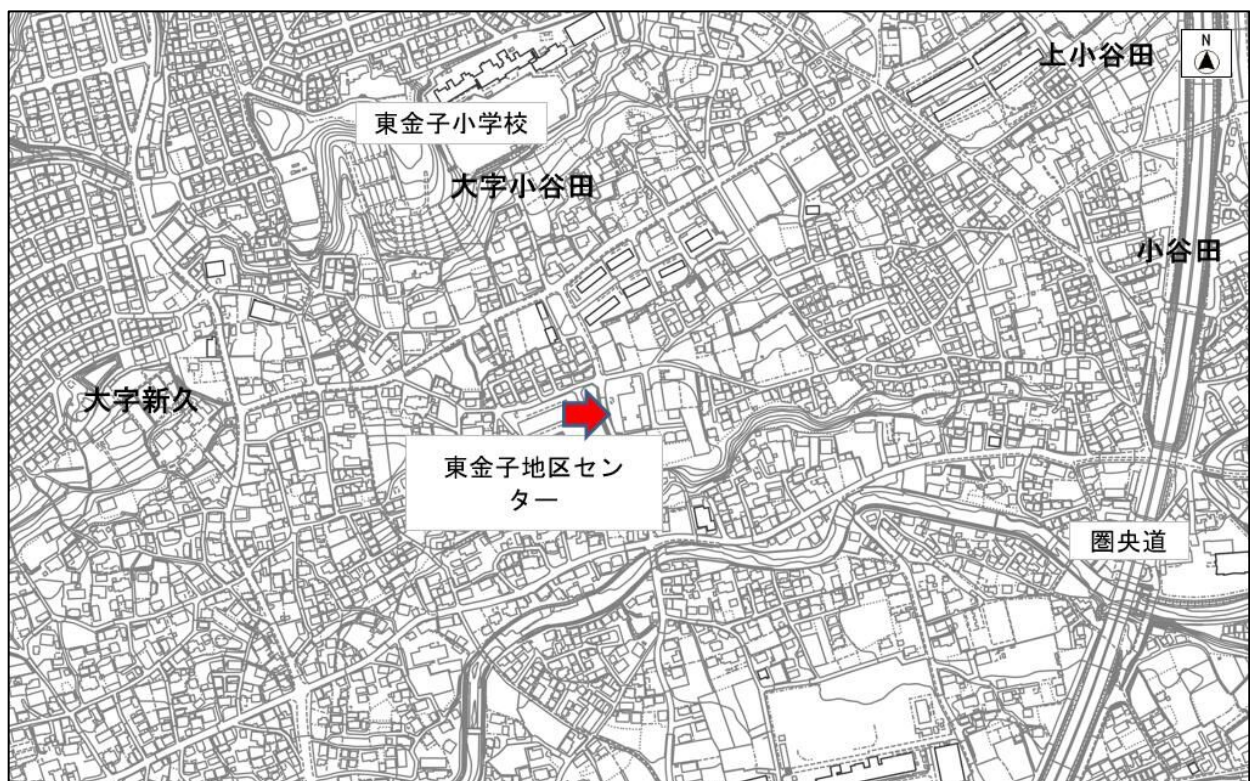 上小谷田
N
東金子小学校
大字小谷田
小谷田
大字新久
東金子地区セン
ター
圏央道